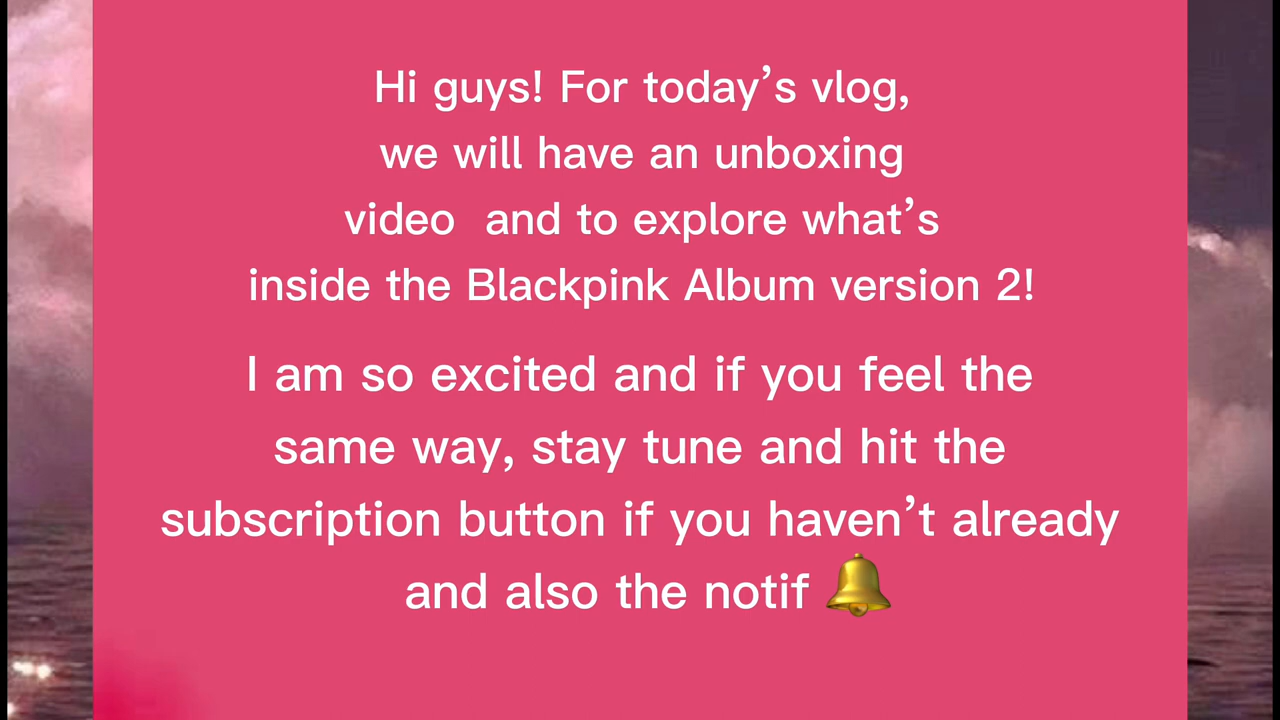 Hi guys! For today’s vlog,
we will have an unboxing
video  and to explore what’s
inside the Blackpink Album version 2!
I am so excited and if you feel the
same way, stay tune and hit the
subscription button if you haven’t already
and also the notif 🔔